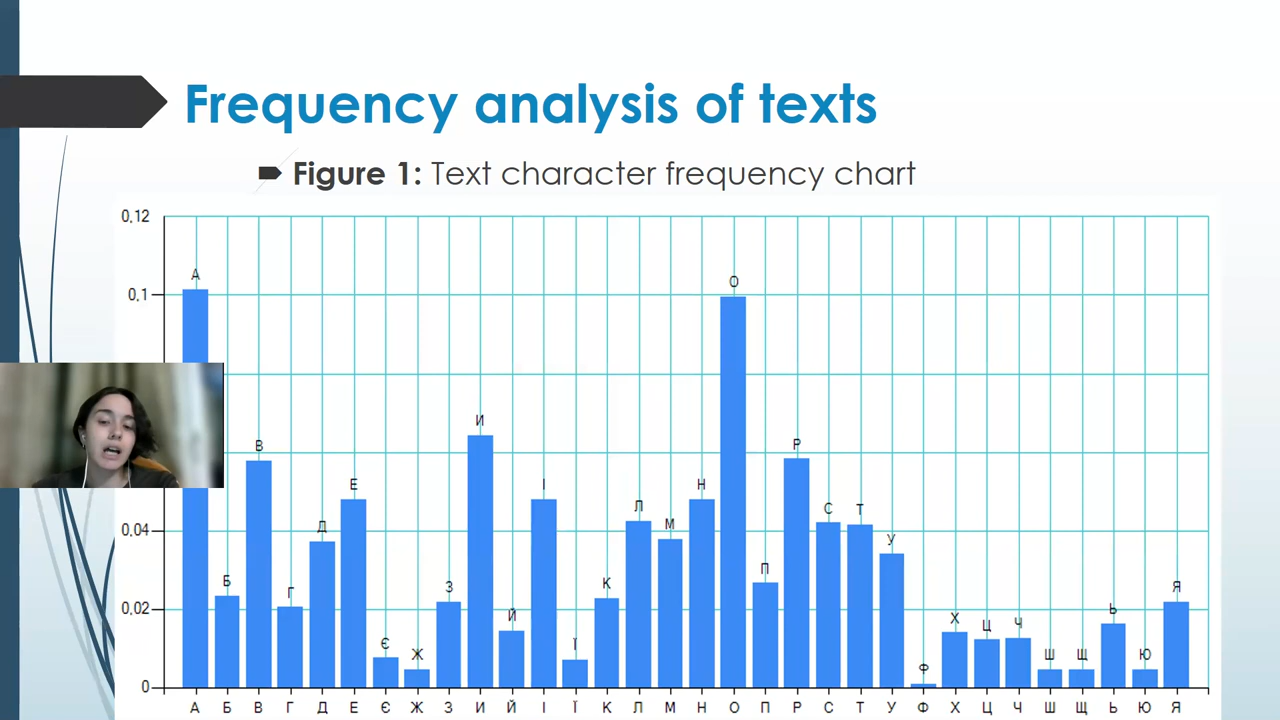 Frequency analysis of texts
Figure 1: Text character frequency chart
0,12
0,1
0,04
0,02
0
А Б В Г Д Е Є Ж З И Й І Ї К Л М Н О П Р С Т У Ф Х Ц Ч Ш Щ Ь Ю Я
А Б В Г Д Е Є Ж З И Й І Ї К Л М Н О П Р С Т У Ф Х Ц Ч Ш Щ Ь Ю Я